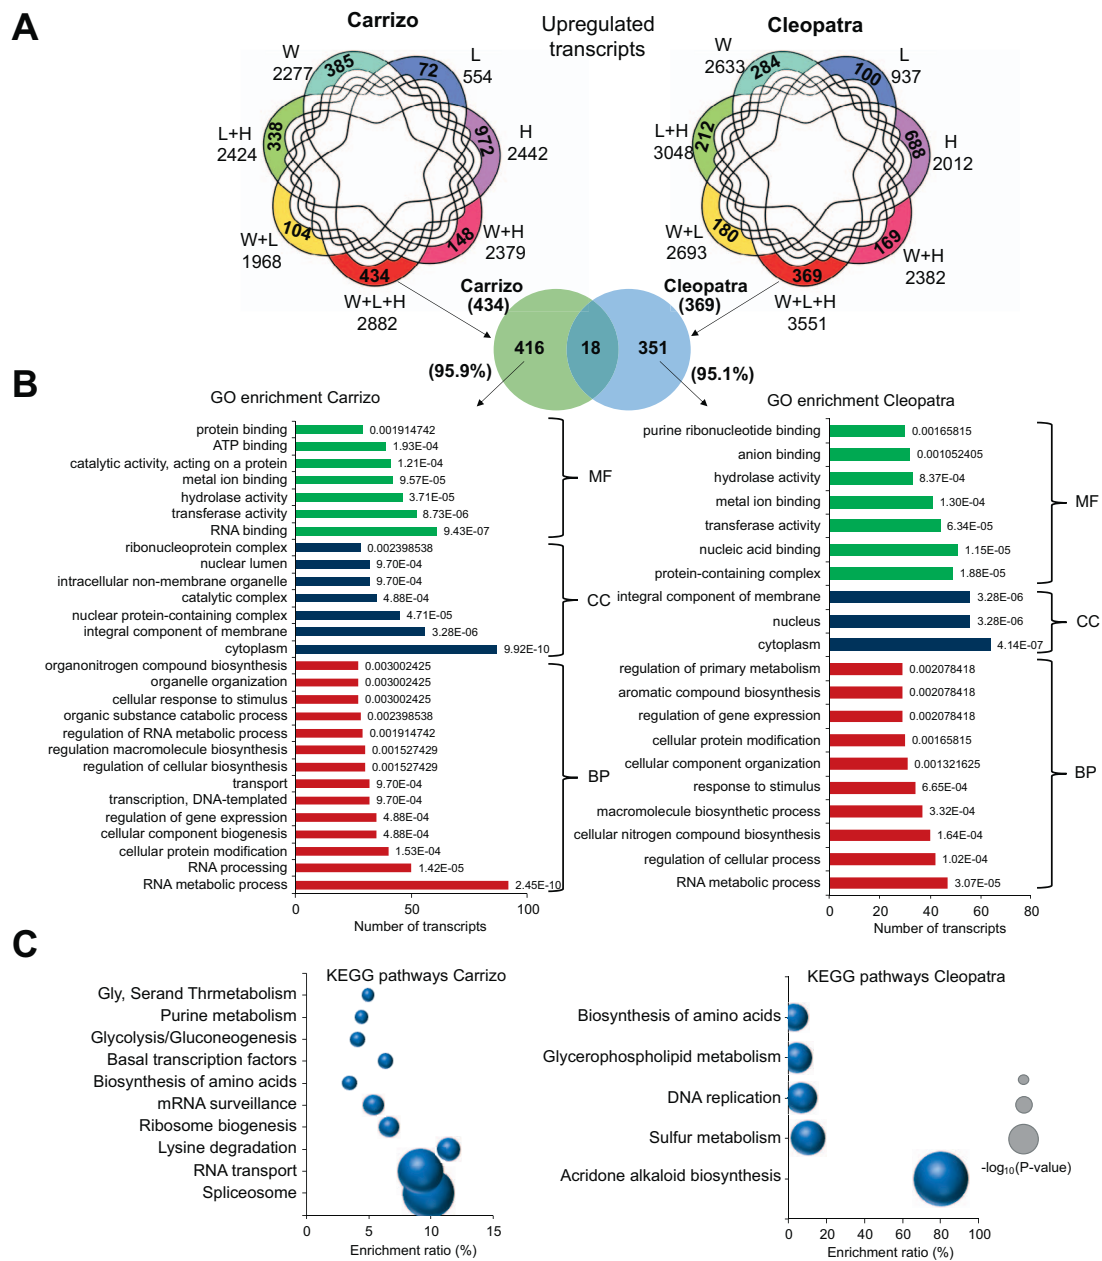 A
Carrizo
Upregulated
transcripts
Cleopatra
W
2277
385
72
L
554
L+H
2424
338
972
H
2442
W+L
1968
104
148
W+H
2379
434
W+L+H
2882
W
2633
284
100
L
937
L+H
3048
212
688
H
2012
W+L
2693
180
169
W+H
2382
369
W+L+H
3551
Carrizo
(434)
Cleopatra
(369)
416
18
351
(95.9%)
(95.1%)
B
GO enrichment Carrizo
protein binding 0.001914742
ATP binding 1.93E-04
catalytic activity, acting on a protein 1.21E-04
metal ion binding 9.57E-05
hydrolase activity 3.71E-05
transferase activity 8.73E-06
RNA binding 9.43E-07
MF
ribonucleoprotein complex 0.002398538
nuclear lumen 9.70E-04
intracellular non-membrane organelle 9.70E-04
catalytic complex 4.88E-04
nuclear protein-containing complex 4.71E-05
integral component of membrane 3.28E-06
cytoplasm 9.92E-10
CC
organonitrogen compound biosynthesis 0.003002425
organelle organization 0.003002425
cellular response to stimulus 0.003002425
organic substance catabolic process 0.002398538
regulation of RNA metabolic process 0.001914742
regulation macromolecule biosynthesis 0.001527429
regulation of cellular biosynthesis 0.001527429
transport 9.70E-04
transcription, DNA-templated 9.70E-04
regulation of gene expression 4.88E-04
cellular component biogenesis 4.88E-04
cellular protein modification 1.53E-04
RNA processing 1.42E-05
RNA metabolic process 2.45E-10
BP
0 50 100
Number of transcripts
GO enrichment Cleopatra
purine ribonucleotide binding 0.00165815
anion binding 0.001052405
hydrolase activity 8.37E-04
metal ion binding 1.30E-04
transferase activity 6.34E-05
nucleic acid binding 1.15E-05
protein-containing complex 1.88E-05
MF
integral component of membrane 3.28E-06
nucleus 3.28E-06
cytoplasm 4.14E-07
CC
regulation of primary metabolism 0.002078418
aromatic compound biosynthesis 0.002078418
regulation of gene expression 0.002078418
cellular protein modification 0.00165815
cellular component organization 0.001321625
response to stimulus 6.65E-04
macromolecule biosynthetic process 3.32E-04
cellular nitrogen compound biosynthesis 1.64E-04
regulation of cellular process 1.02E-04
RNA metabolic process 3.07E-05
BP
0 20 40 60 80
Number of transcripts
C
KEGG pathways Carrizo
Gly, Serand Thrmetabolism
Purine metabolism
Glycolysis/Gluconeogenesis
Basal transcription factors
Biosynthesis of amino acids
mRNA surveillance
Ribosome biogenesis
Lysine degradation
RNA transport
Spliceosome
0 5 10 15
Enrichment ratio (%)
KEGG pathways Cleopatra
Biosynthesis of amino acids
Glycerophospholipid metabolism
DNA replication
Sulfur metabolism
Acridone alkaloid biosynthesis
0 20 40 60 80 100
Enrichment ratio (%)
-log10(P-value)